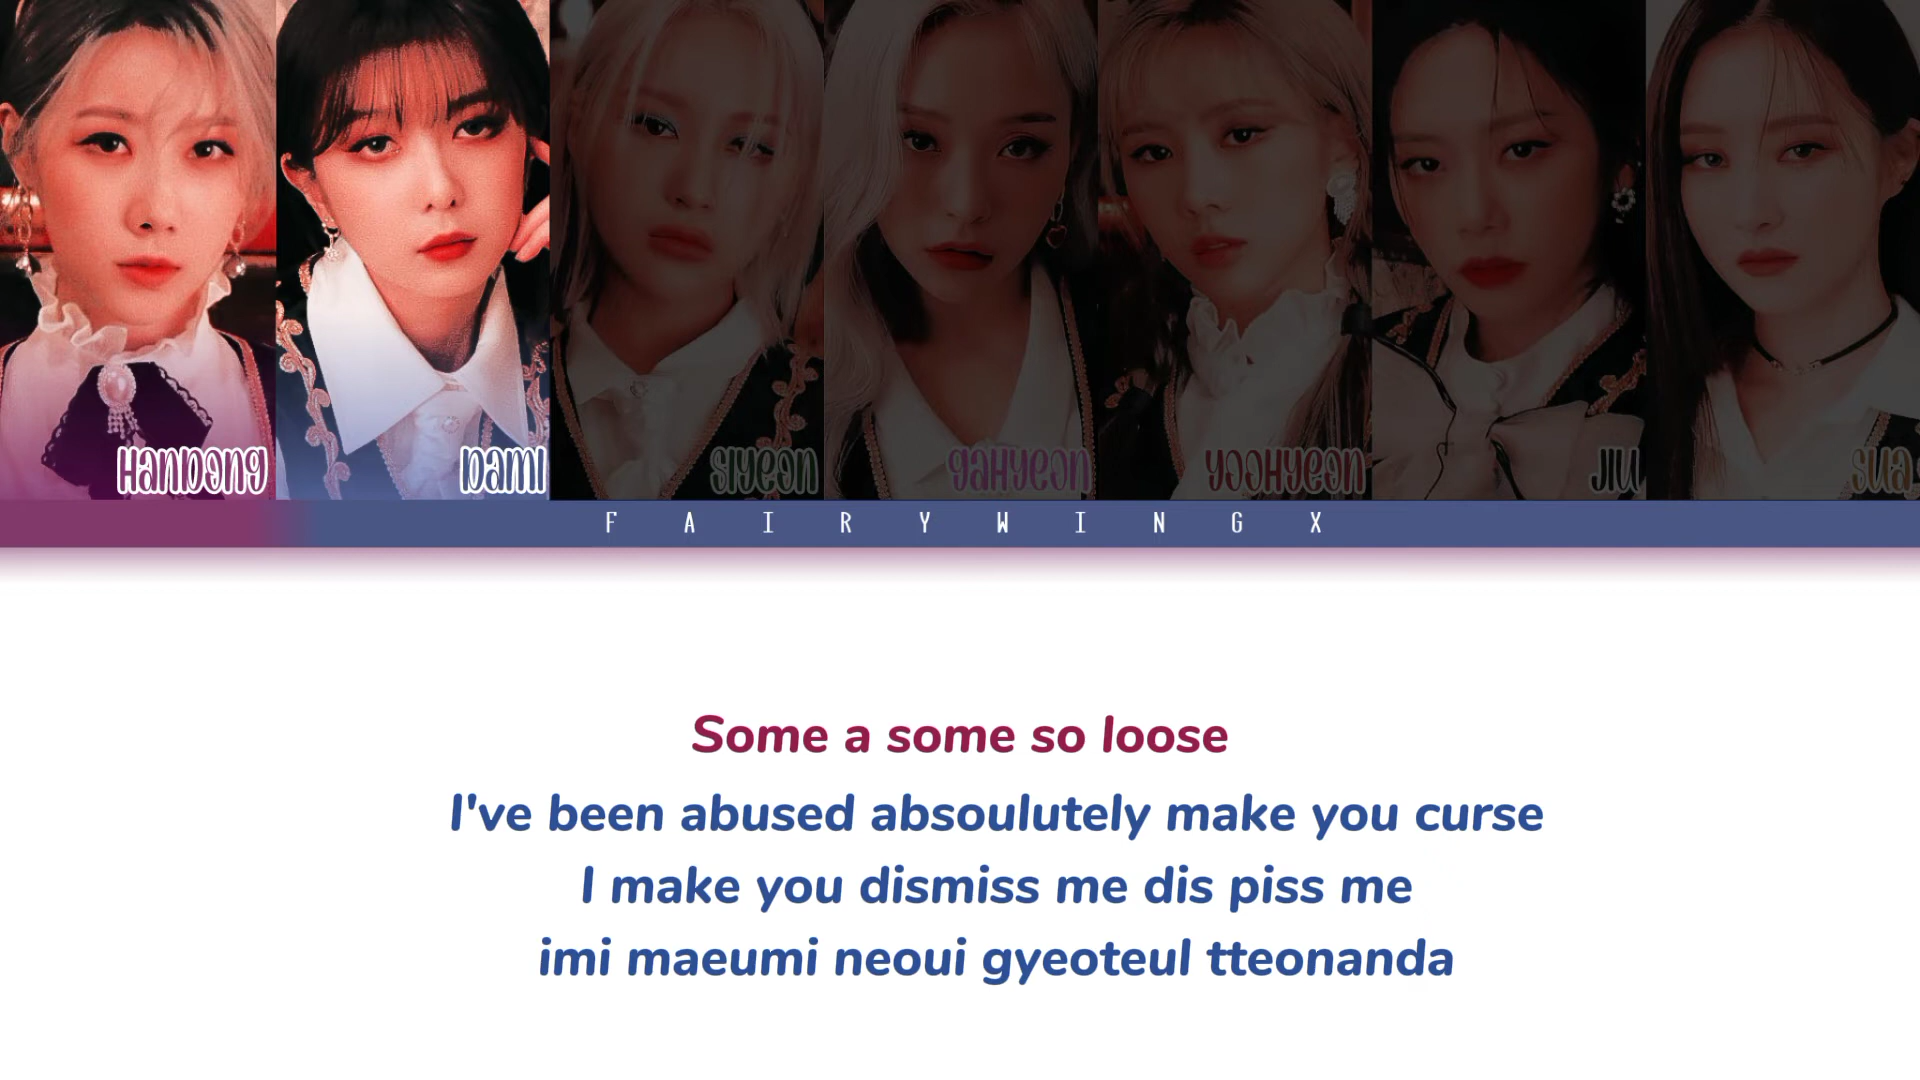 HANDONG DAMI SIYEON GAHYEON YOOHYEON JIU SUA
FAIRYWINGX
Some a some so loose
I've been abused absoulutely make you curse
I make you dismiss me dis piss me
imi maeumi neoui gyeoteul tteonanda